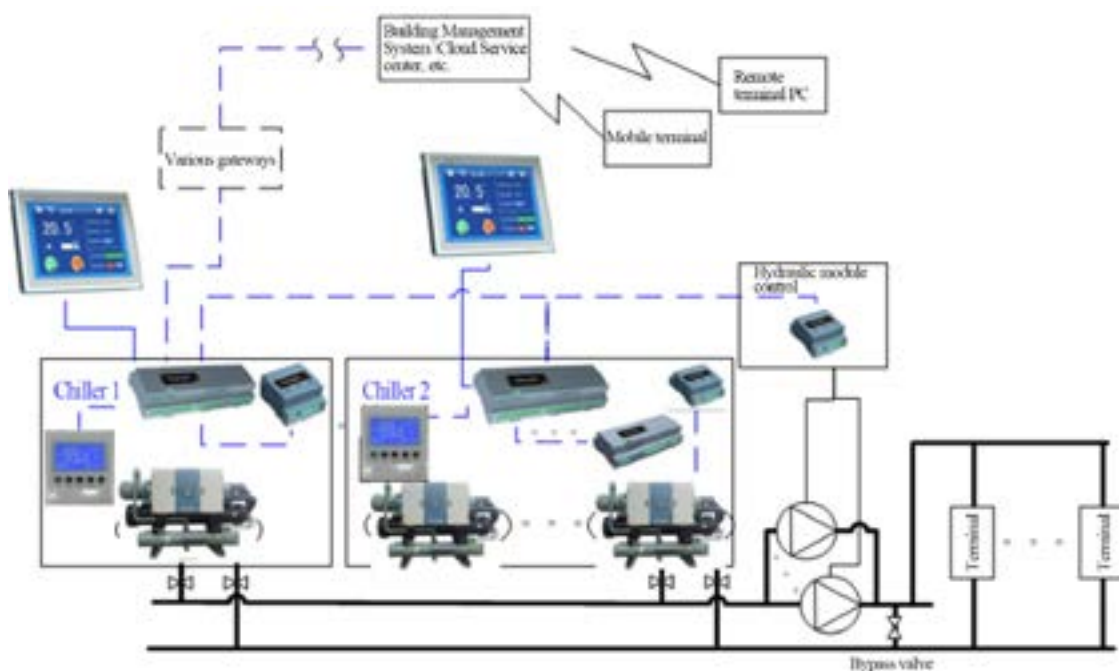 Building Management
System/Cloud Service
center, etc.
Remote
terminal PC
Mobile terminal
Various gateways
20.5
20.5
Hydraulic module
control
Chiller 1
Chiller 2
Terminal
Terminal
Bypass valve